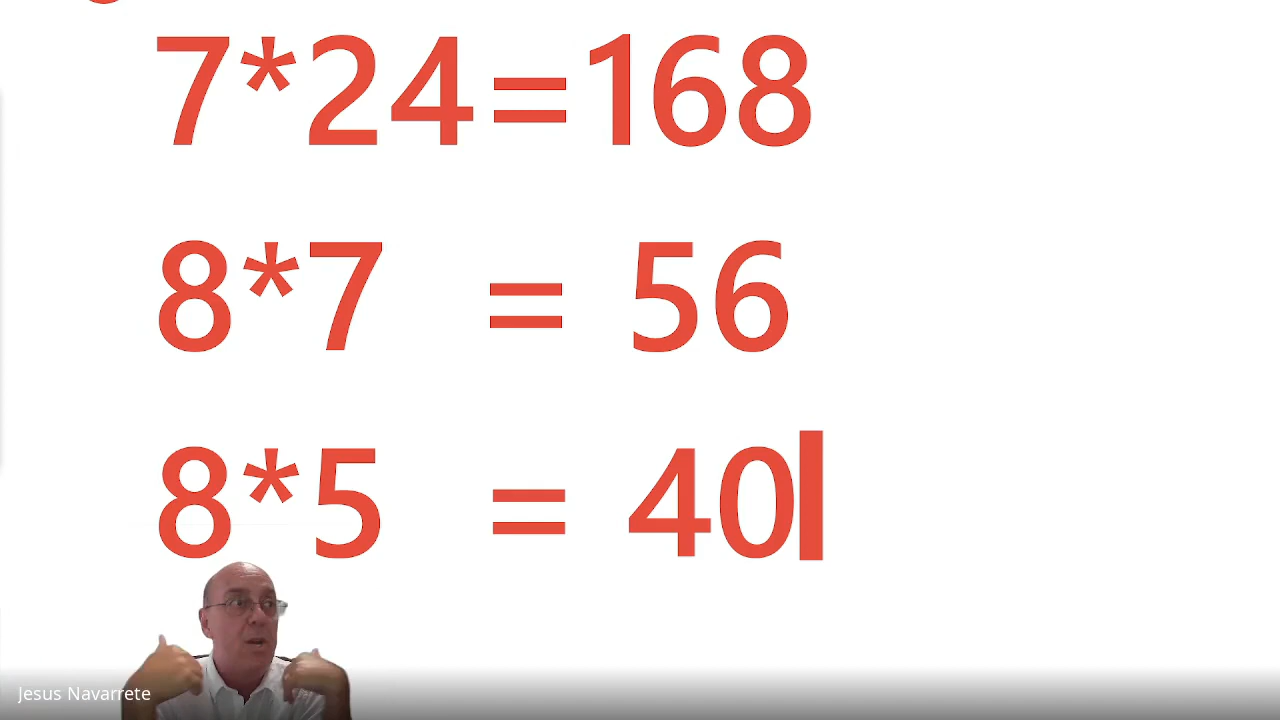 7*24=168
8*7 = 56
8*5 = 40
Jesus Navarrete